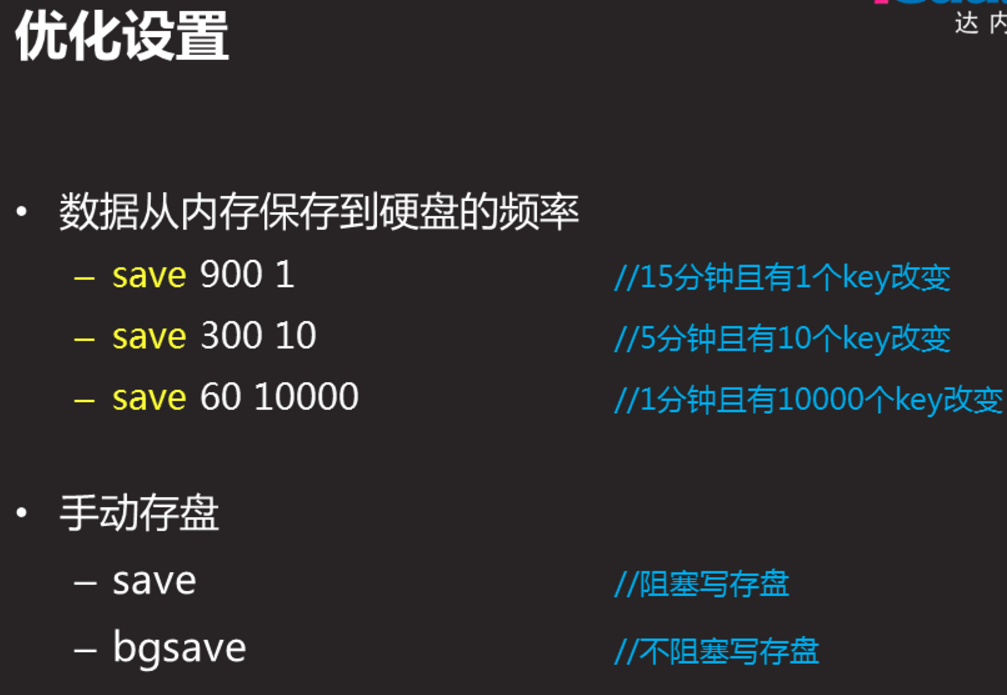 优化设置
达内
• 数据从内存保存到硬盘的频率
– save 900 1 //15分钟且有1个key改变
– save 300 10 //5分钟且有10个key改变
– save 60 10000 //1分钟且有10000个key改变
• 手动存盘
– save //阻塞写存盘
– bgsave //不阻塞写存盘